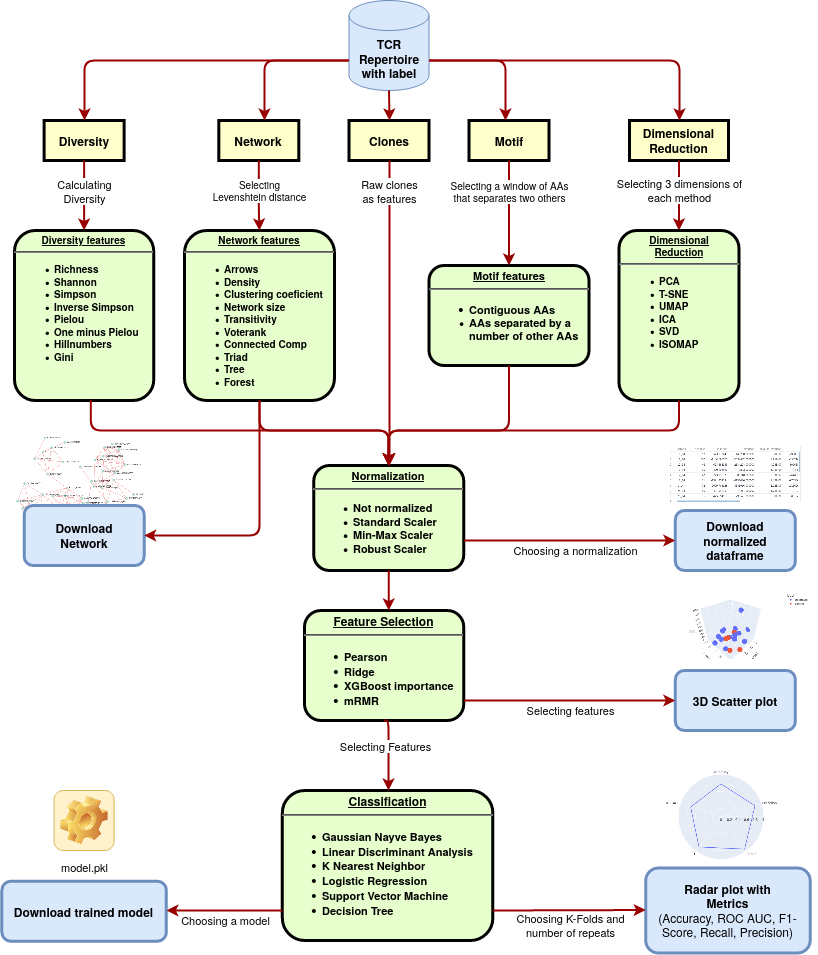 TCR
Repertoire
with label
Diversity
Network
Clones
Motif
Dimensional
Reduction
Calculating
Diversity
Selecting
Levenshtein distance
Raw clones
as features
Selecting a window of AAs
that separates two others
Selecting 3 dimensions of
each method
Diversity features
Richness
Shannon
Simpson
Inverse Simpson
Pielou
One minus Pielou
Hillnumbers
Gini
Network features
Arrows
Density
Clustering coeficient
Network size
Transitivity
Voterank
Connected Comp
Triad
Tree
Forest
Motif features
Contiguous AAs
AAs separated by a
number of other AAs
Dimensional
Reduction
PCA
T-SNE
UMAP
ICA
SVD
ISOMAP
Download
Network
Normalization
Not normalized
Standard Scaler
Min-Max Scaler
Robust Scaler
Choosing a normalization
Download
normalized
dataframe
Feature Selection
Pearson
Ridge
XGBoost importance
mRMR
Selecting features
3D Scatter plot
Selecting Features
Classification
Gaussian Nayve Bayes
Linear Discriminant Analysis
K Nearest Neighbor
Logistic Regression
Support Vector Machine
Decision Tree
model.pkl
Download trained model
Choosing a model
Choosing K-Folds and
number of repeats
Radar plot with
Metrics
(Accuracy, ROC AUC, F1-
Score, Recall, Precision)